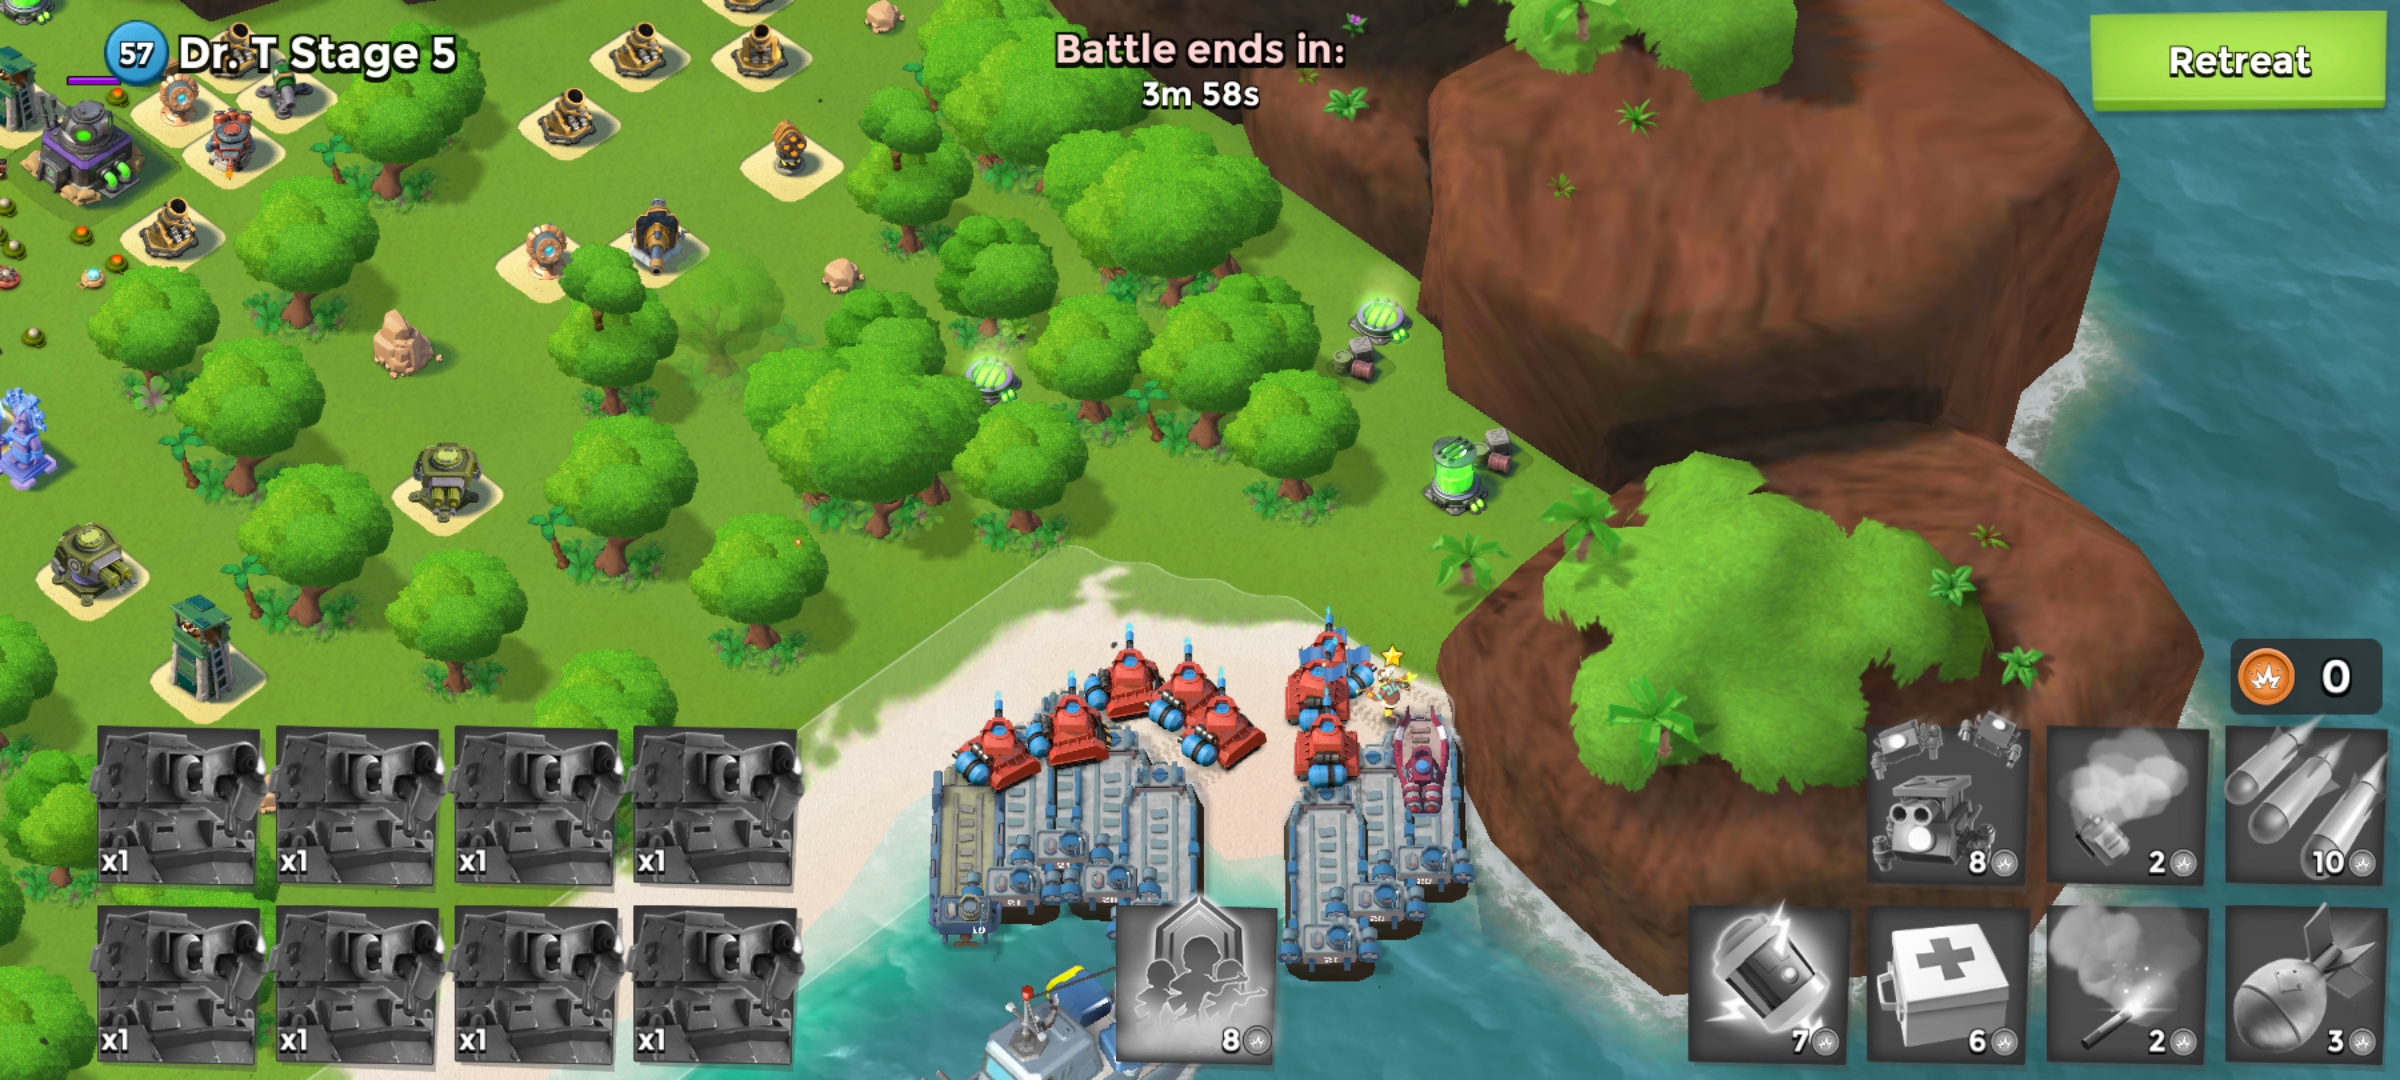 57 Dr. T Stage 5
Battle ends in:
3m 58s
Retreat
0
x1 x1 x1 x1
8 2 10
x1 x1 x1 x1
8
7 6 2 3